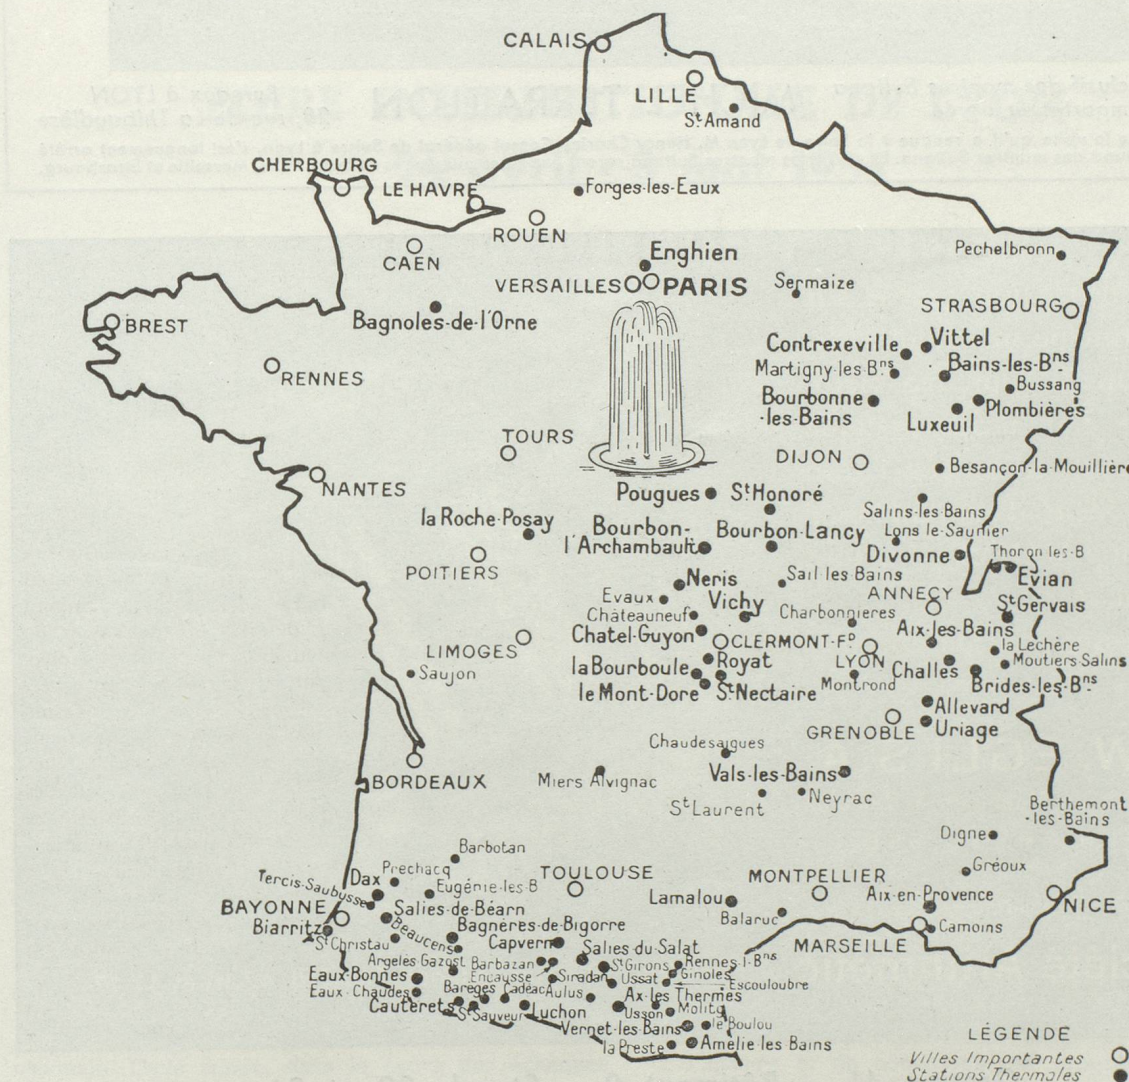 CALAIS
LILLE
St. Amand
CHERBOURG
LE HAVRE
Forges-les-Eaux
ROUEN
CAEN
Enghien
VERSAILLES
PARIS
Sermaize
Pechelbronn
STRASBOURG
BREST
Bagnoles-de-l'Orne
RENNES
Contrexeville
Vittel
Martigny-les-Bns
Bains-les-Bns
Bussang
Bourbonne
-les-Bains
Plombières
Luxeuil
TOURS
DIJON
Besançon-la-Mouillière
NANTES
Pougues
St. Honoré
Salins-les-Bains
la Roche-Posay
Bourbon-
l'Archambault
Bourbon-Lancy
Lons le Saunier
Divonne
Thoron les-B
Evian
POITIERS
Neris
Sail les Bains
ANNECY
St Gervais
Evaux
Vichy
Châteauneuf
Charbonnieres
Chatel-Guyon
CLERMONT-FD.
Aix-les-Bains
LIMOGES
LYON
la Lechère
Saujon
la Bourboule
Royat
Challes
Moutiers-Salins
le Mont-Dore
St. Nectaire
Montrond
Brides-les-Bns
Allevard
GRENOBLE
Uriage
Chaudesaigues
BORDEAUX
Miers Alvignac
Vals-les-Bains
St Laurent
Neyrac
Berthemont
-les-Bains
Digne
Barbotan
Prechacq
Gréoux
Tercis-Saubusse
Dax
Eugénie-les-B
TOULOUSE
MONTPELLIER
Lamalou
Aix-en-Provence
NICE
BAYONNE
Salies-de-Béarn
Balaruc
Biarritz
Beaucens
Bagnères-de-Bigorre
Camoins
MARSEILLE
St Christau
Capvern
Salies du Salat
Argelès-Gazost
Barbazan
St Girons
Rennes-l-Bns
Eaux-Bonnes
Encausse
Siradan
Ussat
Ginoles
Escouloubre
Eaux-Chaudes
Barèges
Cadéac
Aulus
Ax les Thermes
Cauterets
St Sauveur
Luchon
Usson
Molitg
Vernet-les-Bains
le Boulou
la Preste
Amélie les Bains
LÉGENDE
Villes Importantes
Stations Thermales